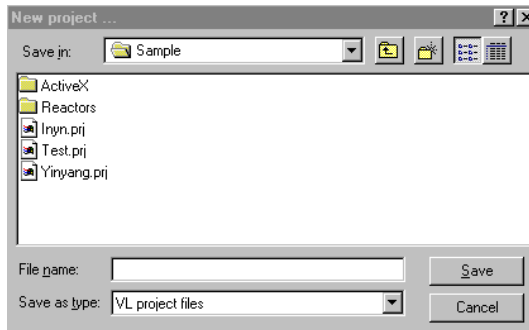 New project ...
Save in: Sample
ActiveX
Reactors
Inyn.prj
Test.prj
Yinyang.prj
File name: Save
Save as type: VL project files Cancel